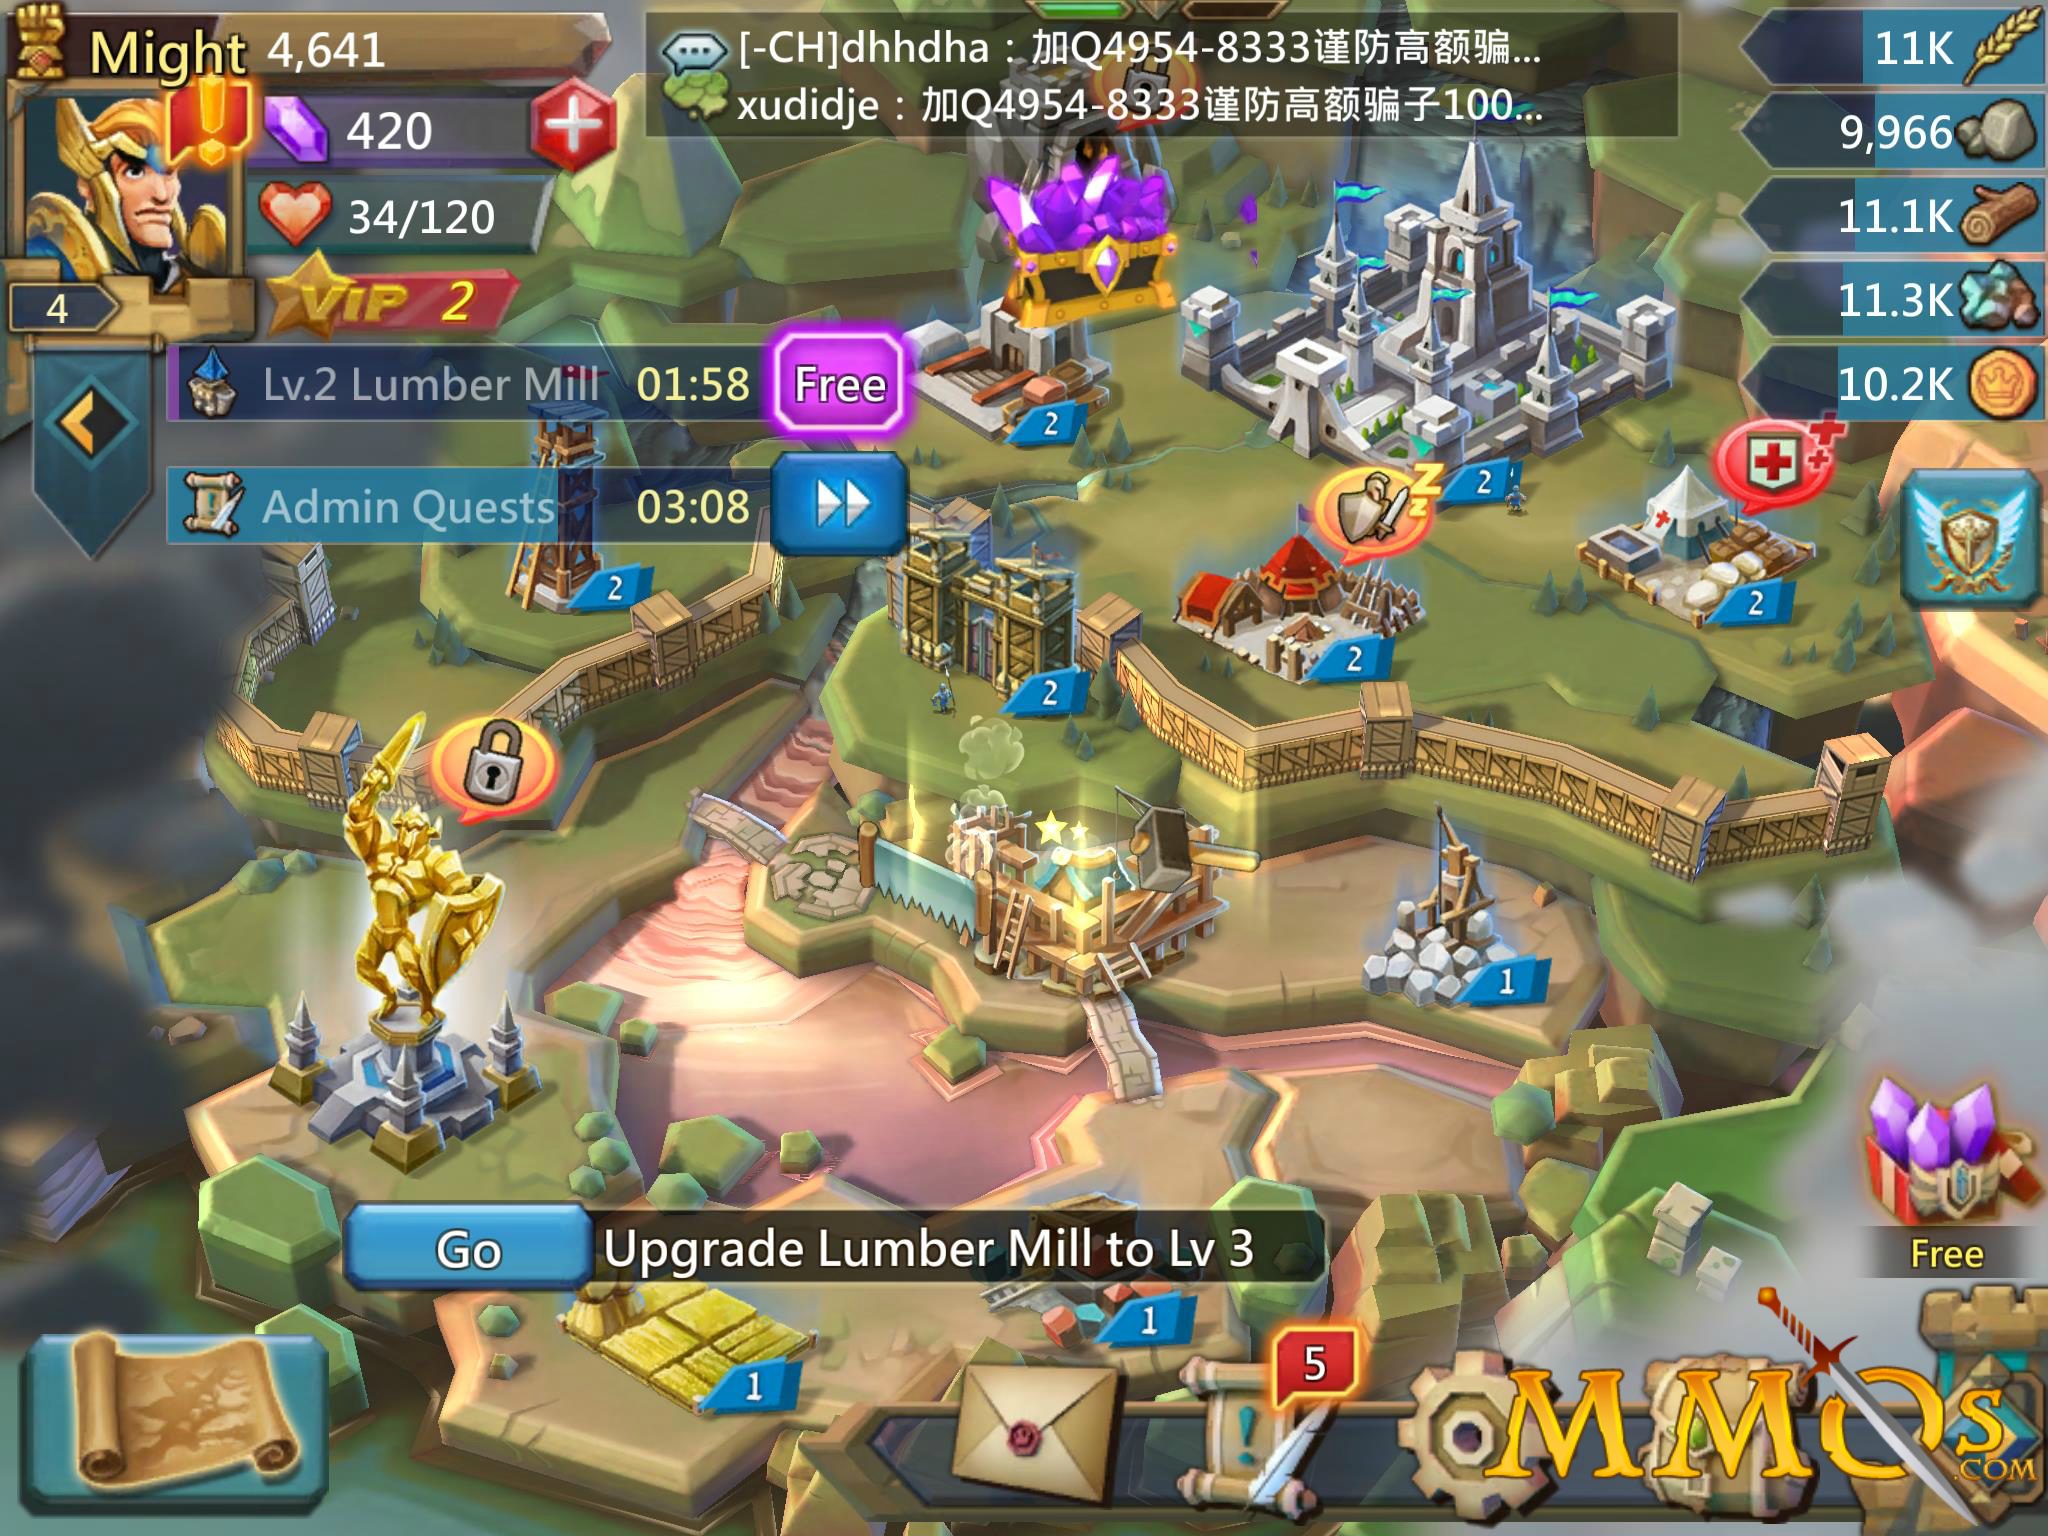 Might 4,641
[-CH]dhhdha：加Q4954-8333谨防高额骗...
xudidje：加Q4954-8333谨防高额骗子100...
11K
420
9,966
34/120
11.1K
4
VIP 2
11.3K
Lv.2 Lumber Mill 01:58 Free
10.2K
2
Admin Quests 03:08
2
2
2
2
2
2
1
Go Upgrade Lumber Mill to Lv 3
Free
1
1
5
MMOs
.COM